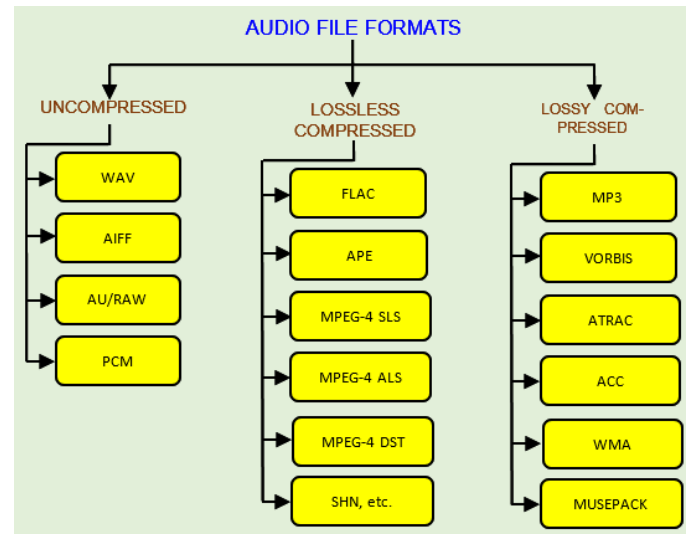 AUDIO FILE FORMATS
UNCOMPRESSED
WAV
AIFF
AU/RAW
PCM
LOSSLESS
COMPRESSED
FLAC
APE
MPEG-4 SLS
MPEG-4 ALS
MPEG-4 DST
SHN, etc.
LOSSY COM-
PRESSED
MP3
VORBIS
ATRAC
ACC
WMA
MUSEPACK